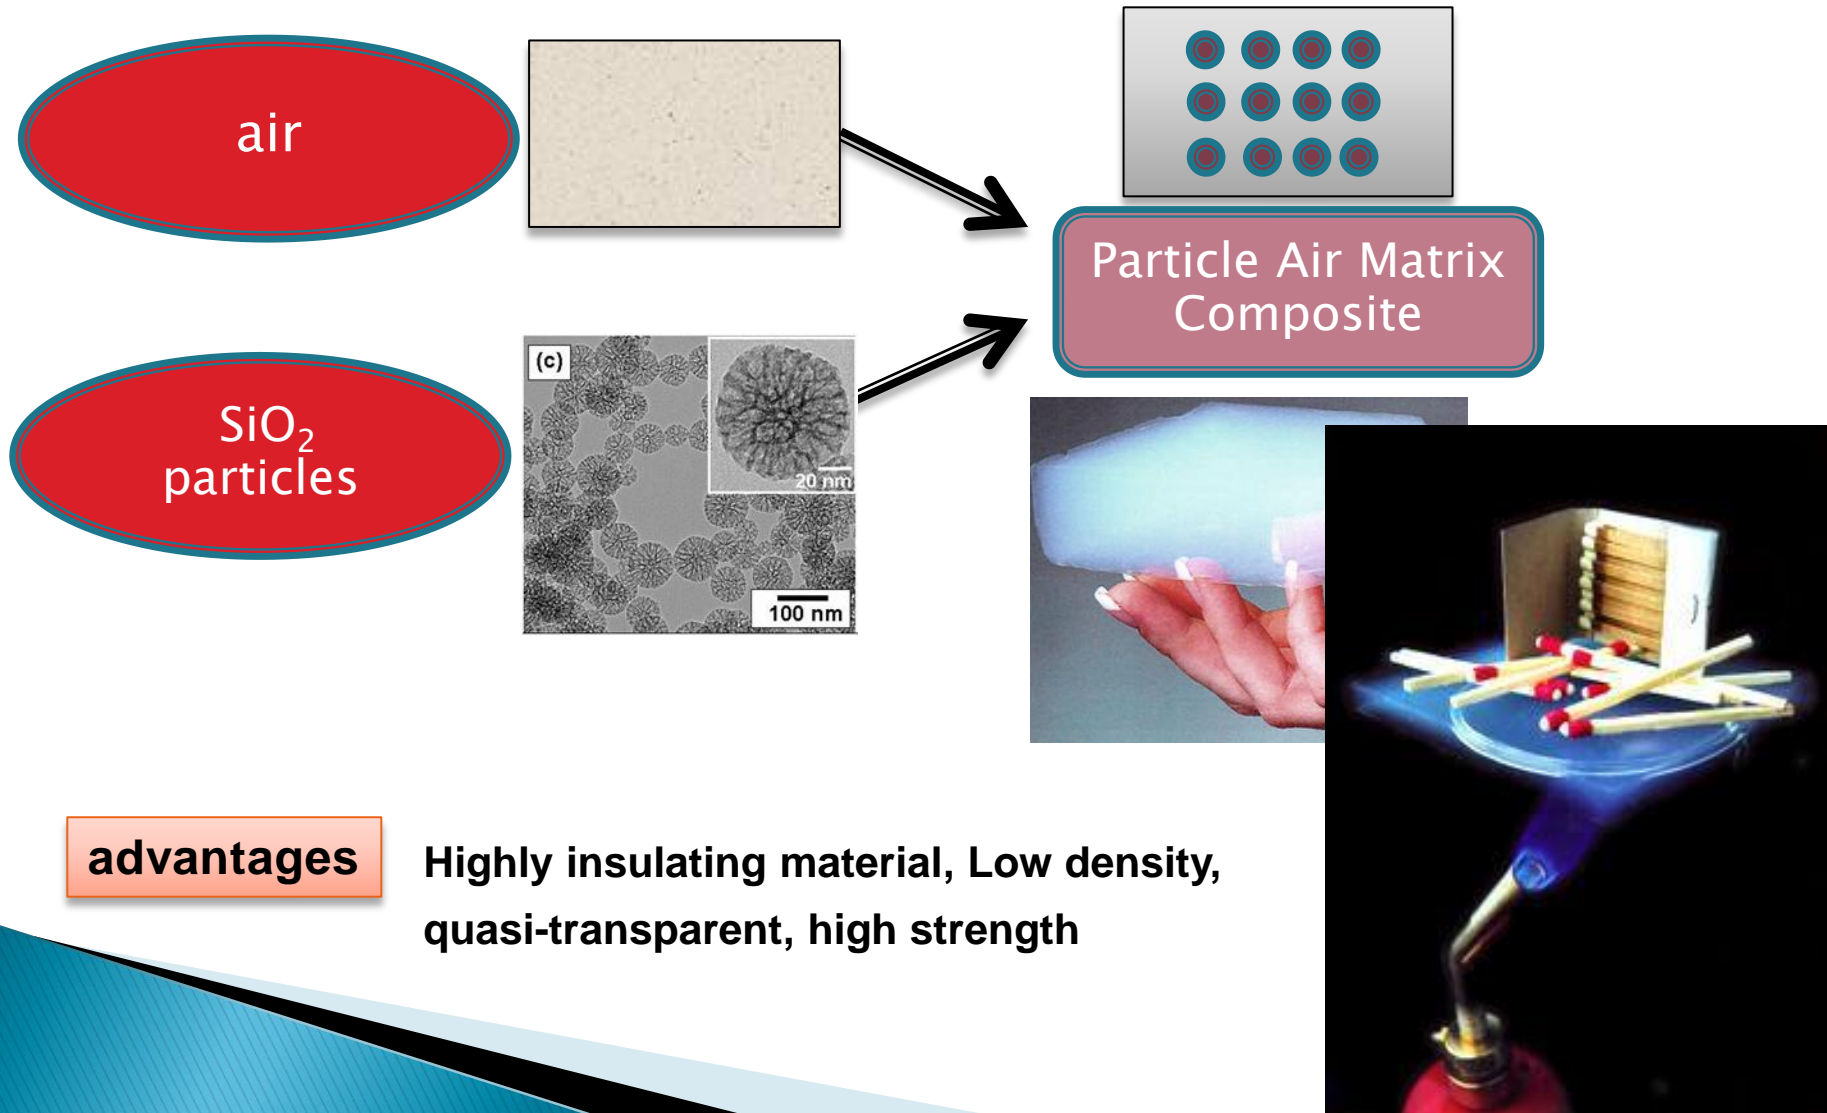 air
SiO₂
particles
(c)
20 nm
100 nm
Particle Air Matrix
Composite
advantages
Highly insulating material, Low density,
quasi-transparent, high strength